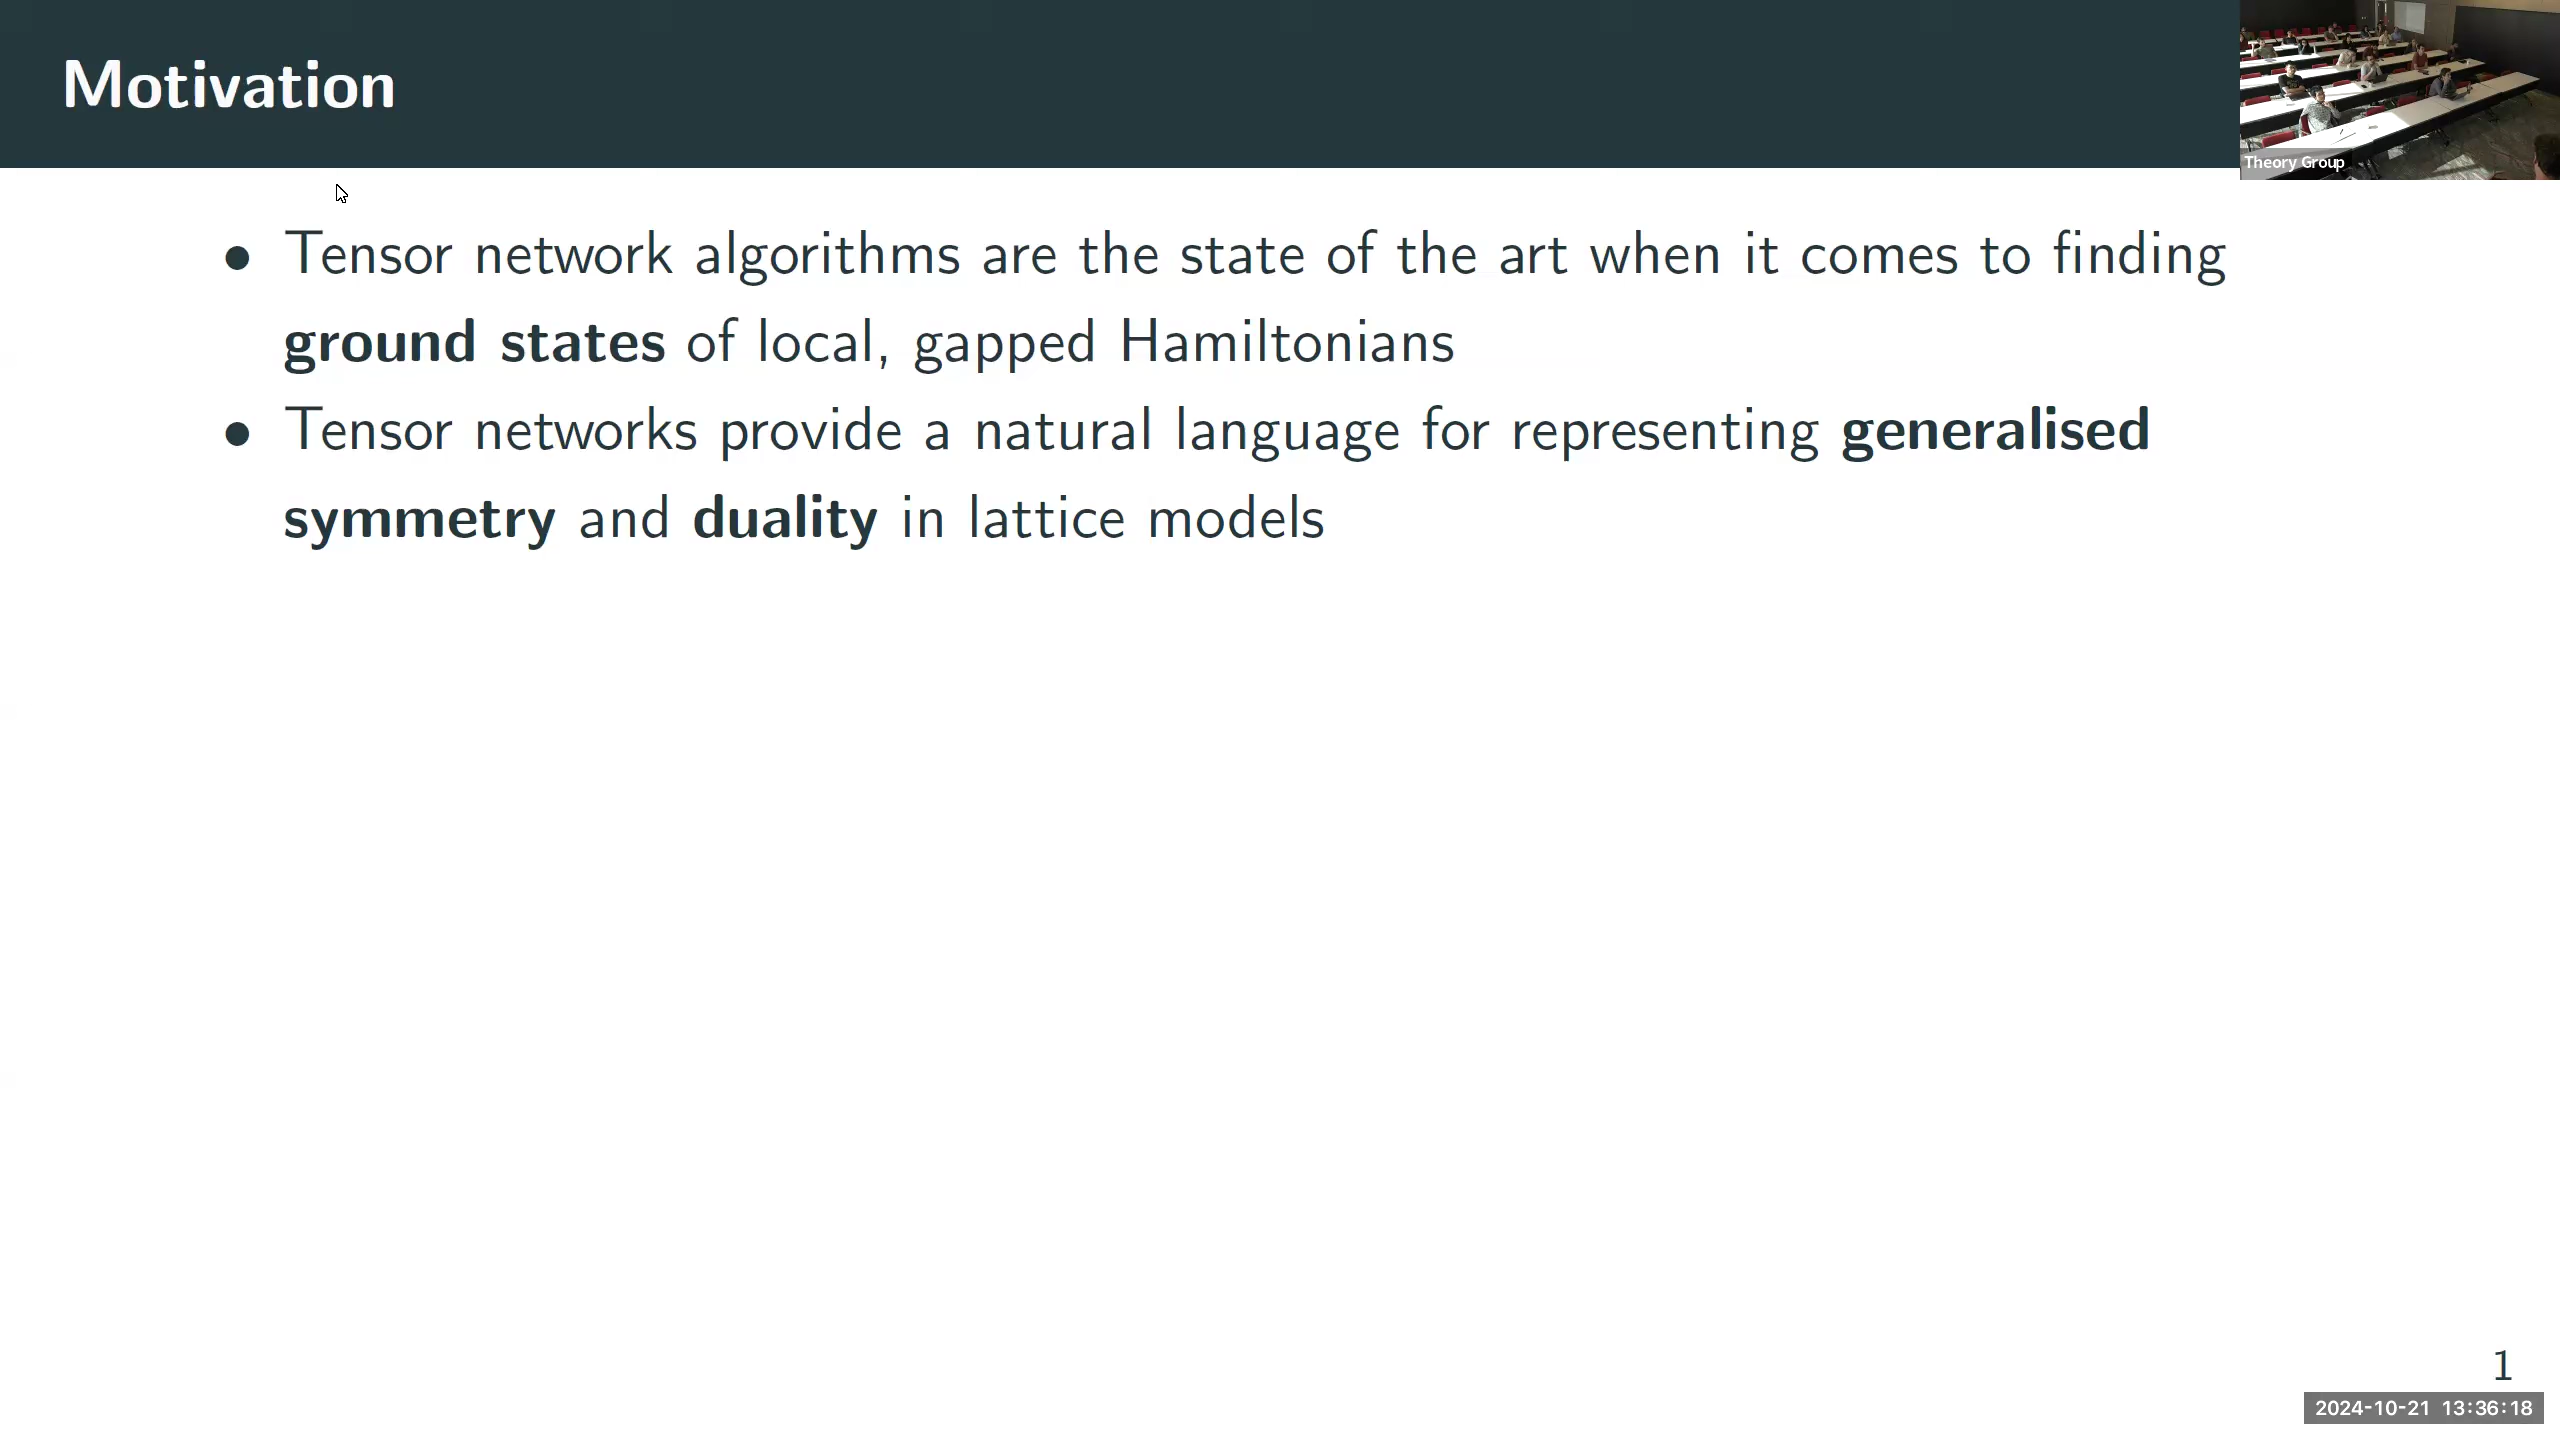 Motivation
Theory Group
• Tensor network algorithms are the state of the art when it comes to finding
ground states of local, gapped Hamiltonians
• Tensor networks provide a natural language for representing generalised
symmetry and duality in lattice models
1
2024-10-21 13:36:18